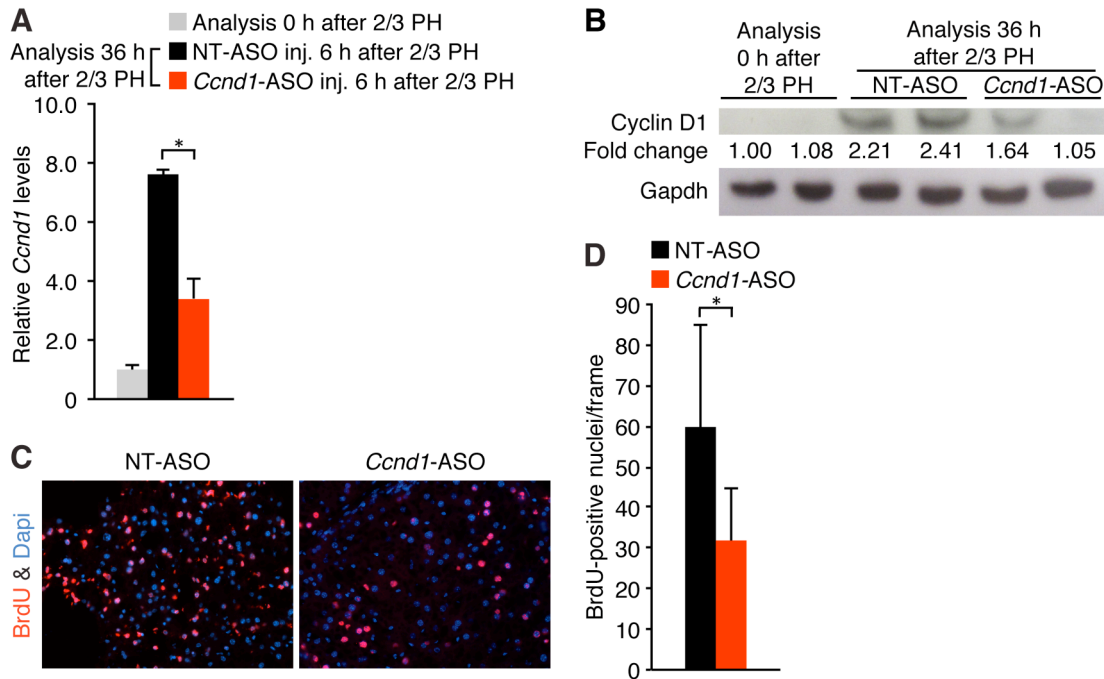 A
Analysis 0 h after 2/3 PH
Analysis 36 h after 2/3 PH
NT-ASO inj. 6 h after 2/3 PH
Ccnd1-ASO inj. 6 h after 2/3 PH
Relative Ccnd1 levels
10.0
8.0
6.0
4.0
2.0
0
*
B
Analysis
0 h after
2/3 PH
Analysis 36 h
after 2/3 PH
NT-ASO Ccnd1-ASO
Cyclin D1
Fold change 1.00 1.08 2.21 2.41 1.64 1.05
Gapdh
C
NT-ASO Ccnd1-ASO
BrdU & Dapi
D
NT-ASO
Ccnd1-ASO
BrdU-positive nuclei/frame
90
80
70
60
50
40
30
20
10
0
*